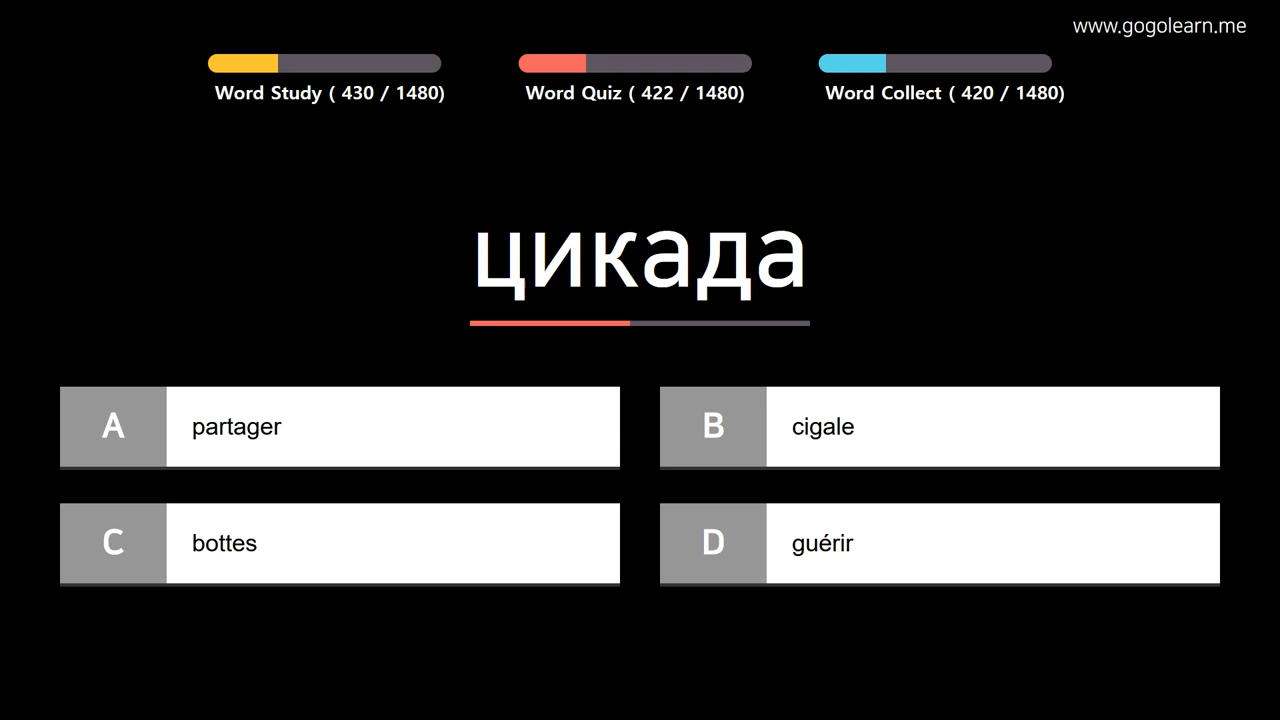 www.gogolearn.me
Word Study ( 430 / 1480)
Word Quiz ( 422 / 1480)
Word Collect ( 420 / 1480)
цикада
A partager
B cigale
C bottes
D guérir